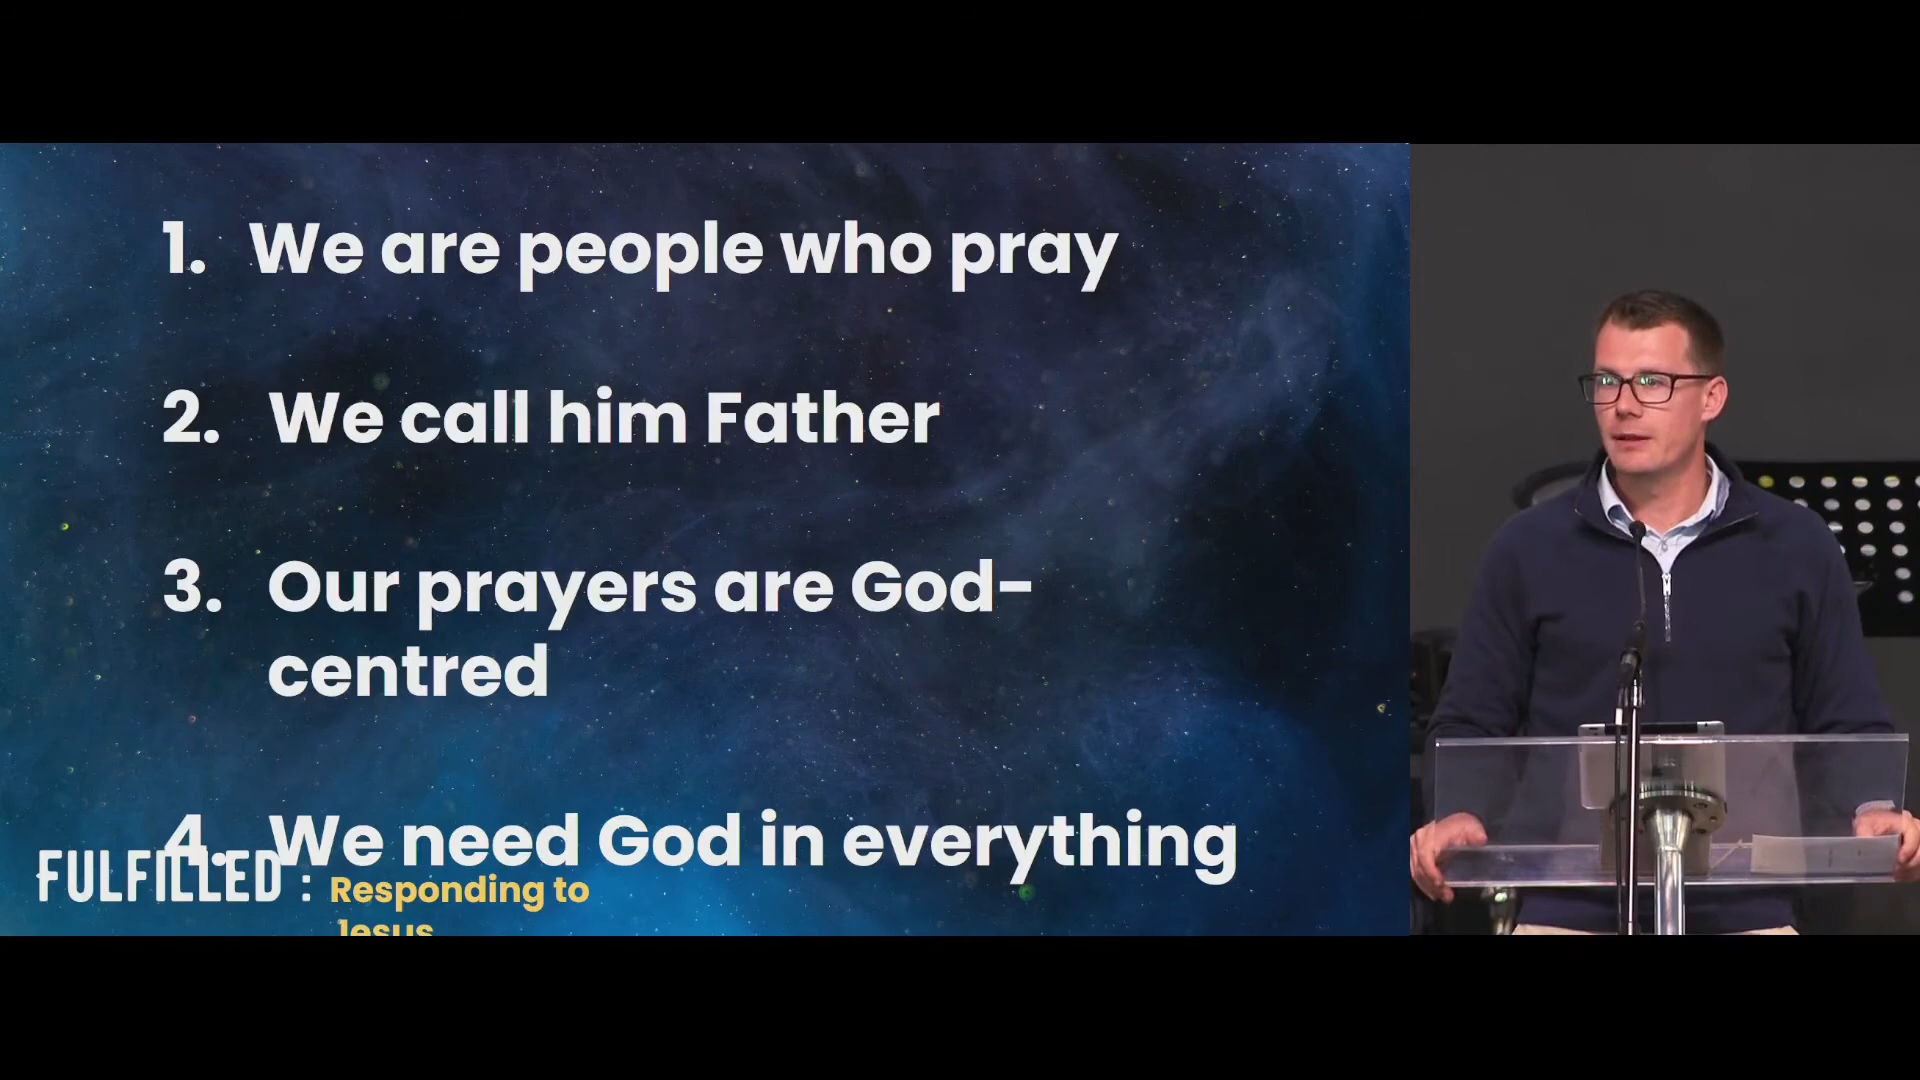 1. We are people who pray
2. We call him Father
3. Our prayers are God-
centred
4. We need God in everything
FULFILLED : Responding to
Jesus